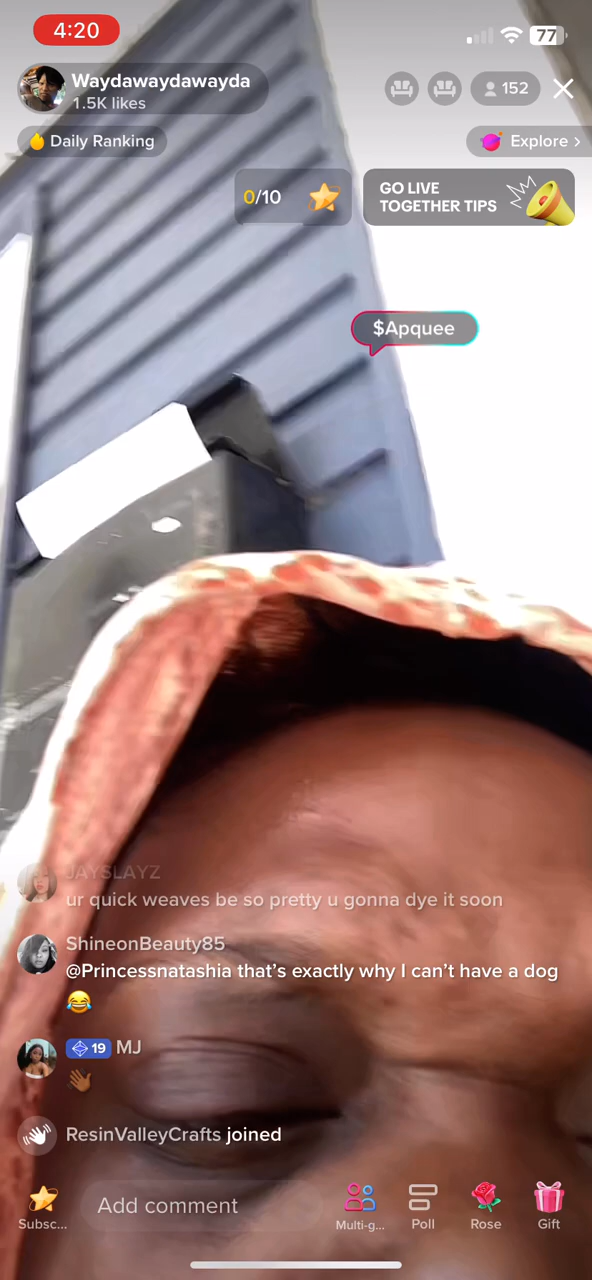 4:20
77
Waydawaydawayda
1.5K likes
152
Daily Ranking
Explore >
0/10
GO LIVE
TOGETHER TIPS
$Apquee
JAYSLAYZ
ur quick weaves be so pretty u gonna dye it soon
ShineonBeauty85
@Princessnatashia that’s exactly why I can’t have a dog
😂
19 MJ
👋🏾
ResinValleyCrafts joined
Subsc...
Add comment
Multi-g...
Poll
Rose
Gift